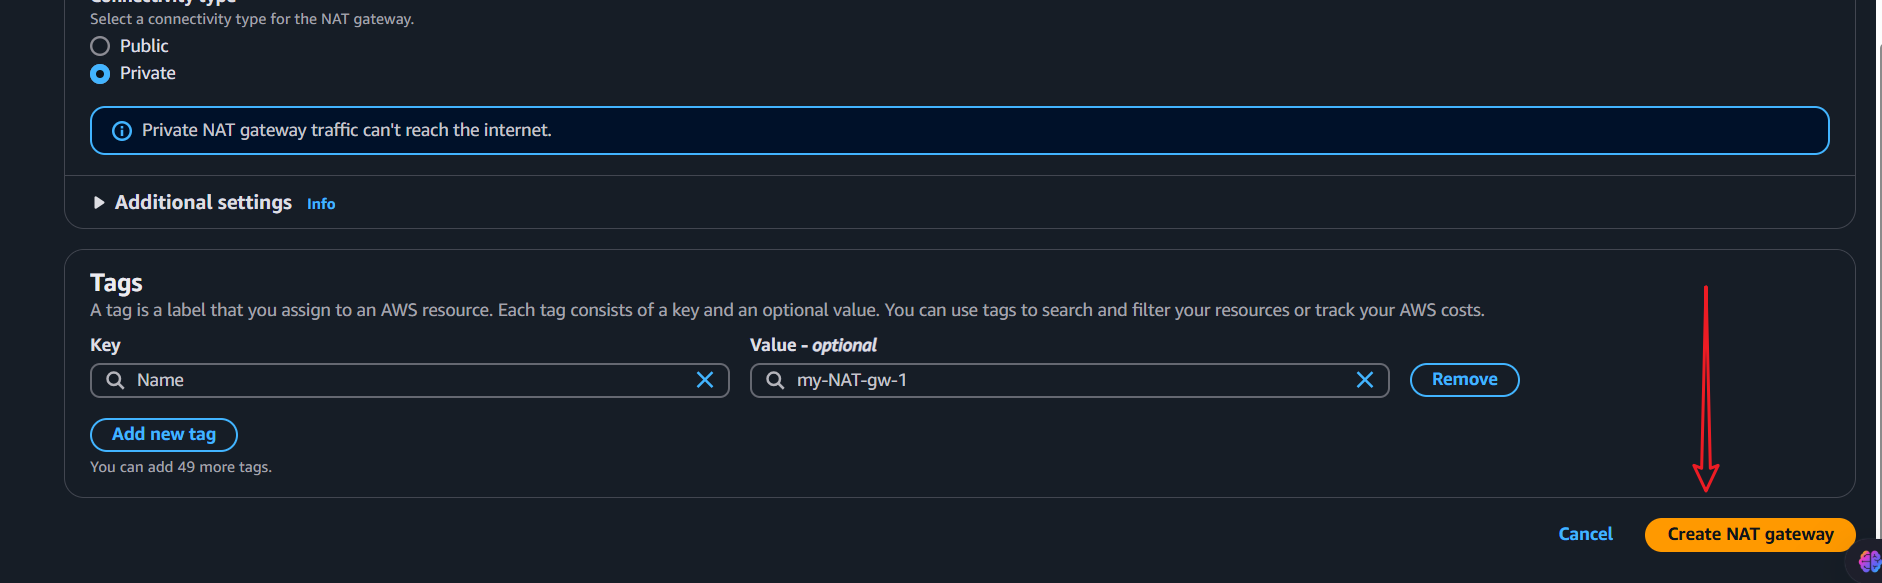 Connectivity type
Select a connectivity type for the NAT gateway.
Public
Private
Private NAT gateway traffic can't reach the internet.
Additional settings Info
Tags
A tag is a label that you assign to an AWS resource. Each tag consists of a key and an optional value. You can use tags to search and filter your resources or track your AWS costs.
Key
Value - optional
Name
my-NAT-gw-1
Remove
Add new tag
You can add 49 more tags.
Cancel
Create NAT gateway